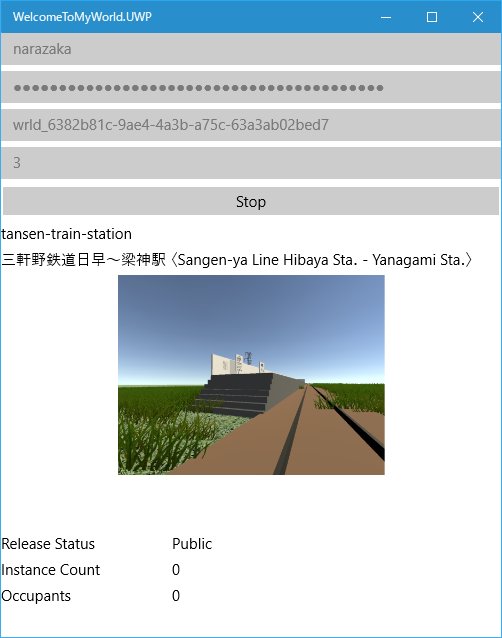 WelcomeToMyWorld.UWP
narazaka
●●●●●●●●●●●●●●●●●●●●●●●●●●●●●●●●●●●●●●●●●
wrld_6382b81c-9ae4-4a3b-a75c-63a3ab02bed7
3
Stop
tansen-train-station
三軒野鉄道日早～梁神駅〈Sangen-ya Line Hibaya Sta. - Yanagami Sta.〉
Release Status Public
Instance Count 0
Occupants 0